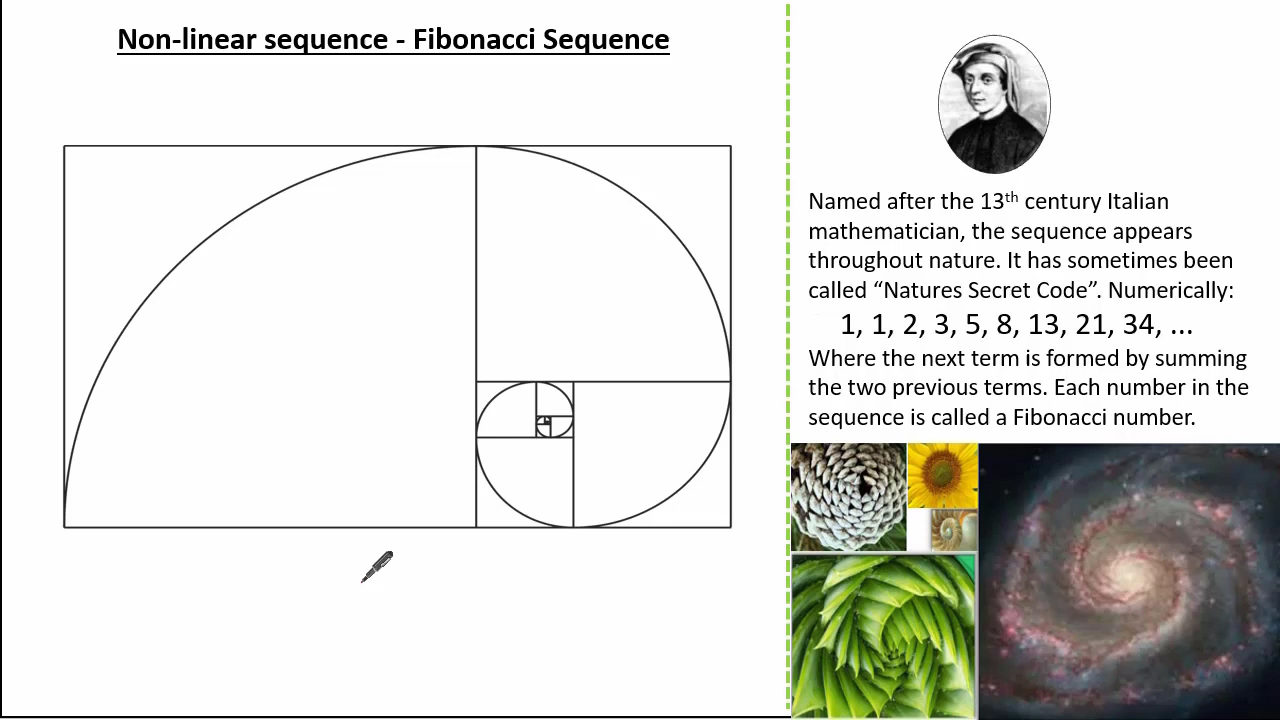 Non-linear sequence - Fibonacci Sequence
Named after the 13th century Italian
mathematician, the sequence appears
throughout nature. It has sometimes been
called “Natures Secret Code”. Numerically:
1, 1, 2, 3, 5, 8, 13, 21, 34, ...
Where the next term is formed by summing
the two previous terms. Each number in the
sequence is called a Fibonacci number.